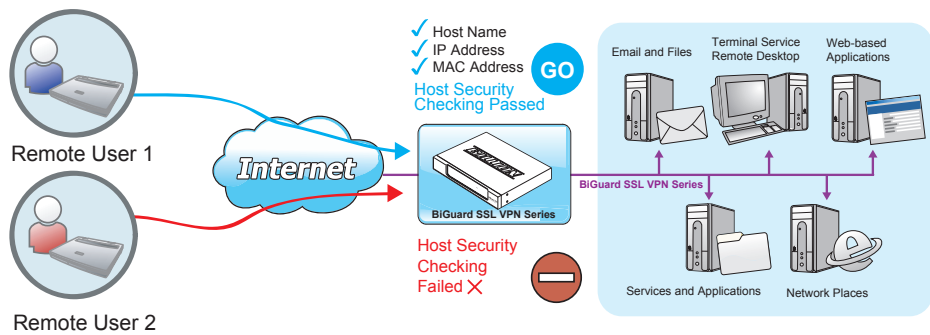 Remote User 1
Remote User 2
Internet
Host Name
IP Address
MAC Address
GO
Host Security
Checking Passed
BiGuard SSL VPN Series
Host Security
Checking
Failed
BiGuard SSL VPN Series
Email and Files
Terminal Service
Remote Desktop
Web-based
Applications
Services and Applications
Network Places